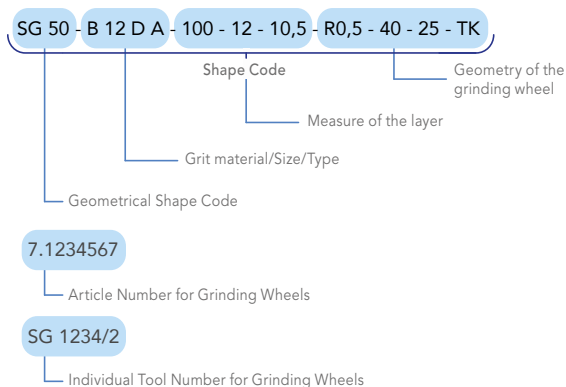 SG 50 - B 12 D A - 100 - 12 - 10,5 - R0,5 - 40 - 25 - TK
Shape Code
Geometry of the
grinding wheel
Measure of the layer
Grit material/Size/Type
Geometrical Shape Code
7.1234567
Article Number for Grinding Wheels
SG 1234/2
Individual Tool Number for Grinding Wheels